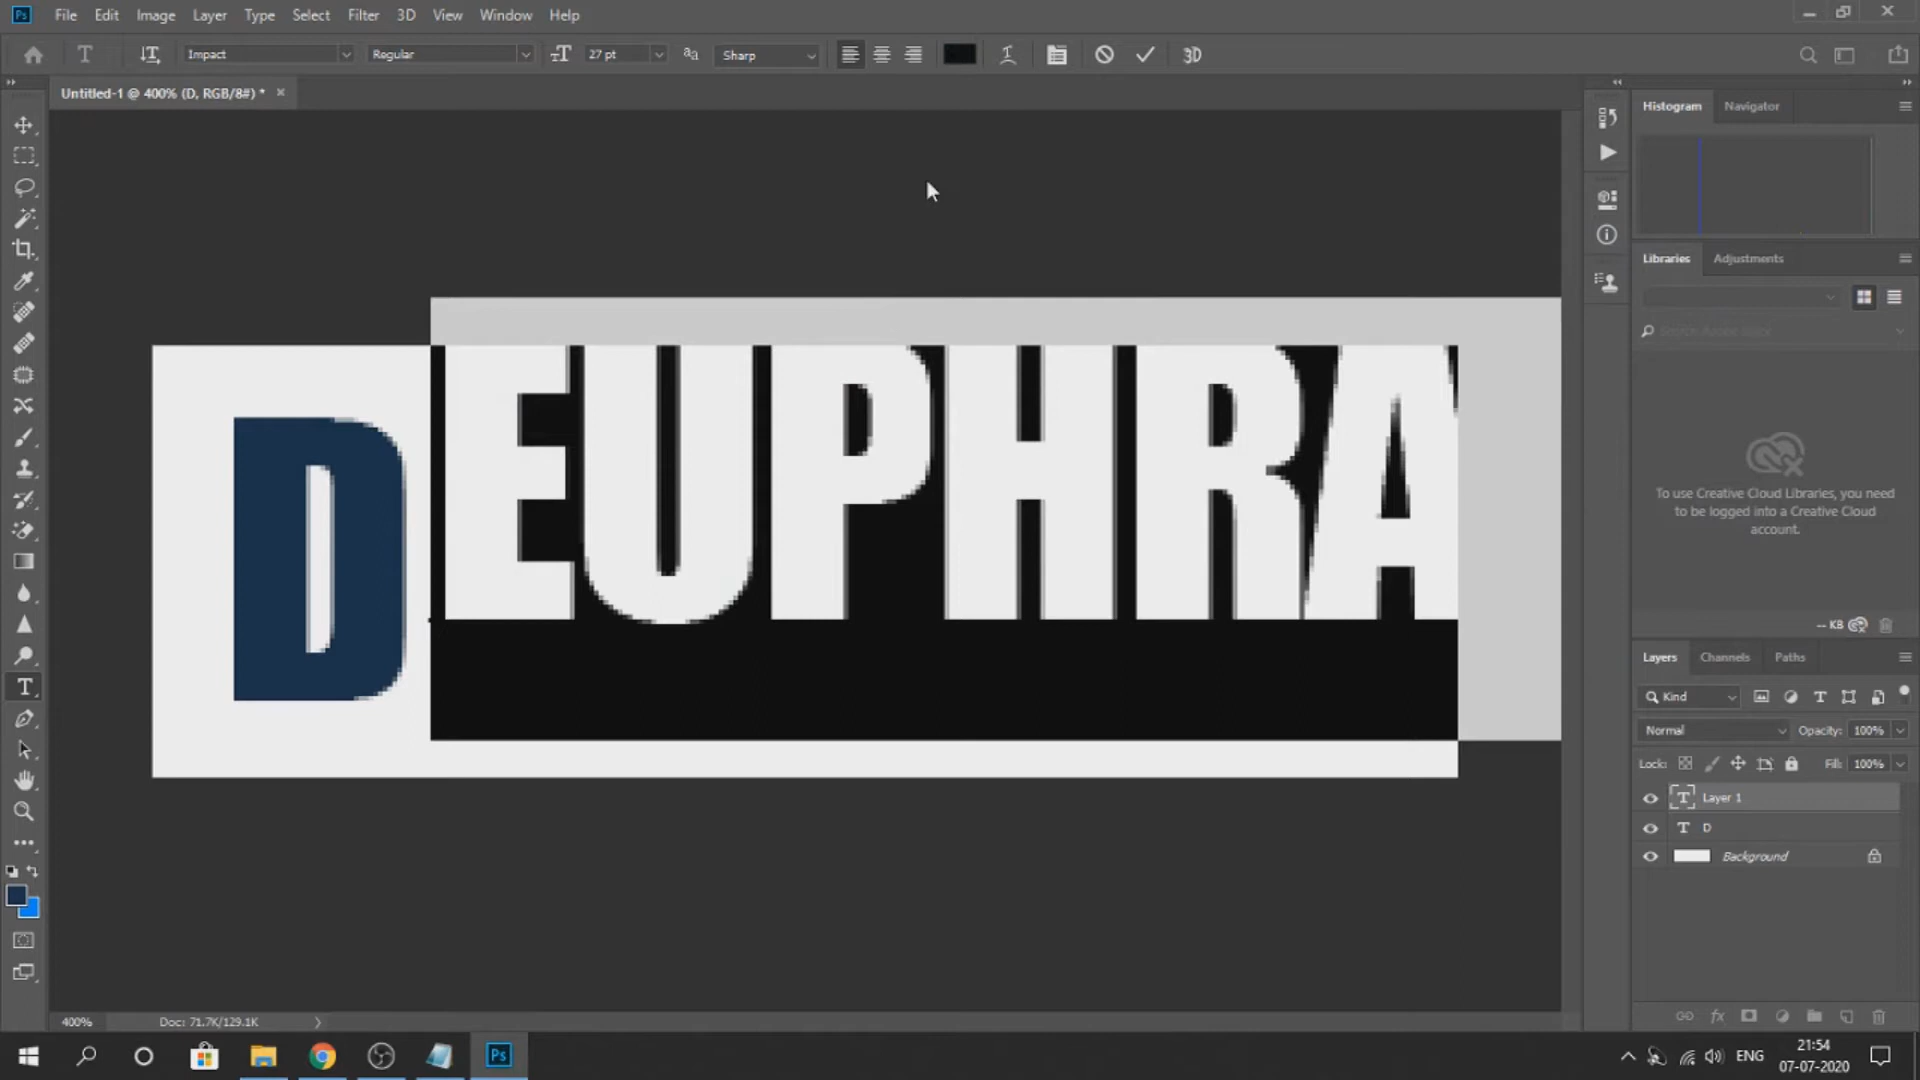 Ps File Edit Image Layer Type Select Filter 3D View Window Help
T Impact Regular 27 pt aa Sharp 3D
Untitled-1 @ 400% (D, RGB/8#) * ×
Histogram Navigator
Libraries Adjustments
D EUPHRA
To use Creative Cloud Libraries, you need
to be logged into a Creative Cloud
account.
-- KB
Layers Channels Paths
Kind
Normal Opacity: 100%
Lock: Fill: 100%
T Layer 1
T D
Background
400% Doc: 71.7K/129.1K
Ps ENG 21:54
07-07-2020